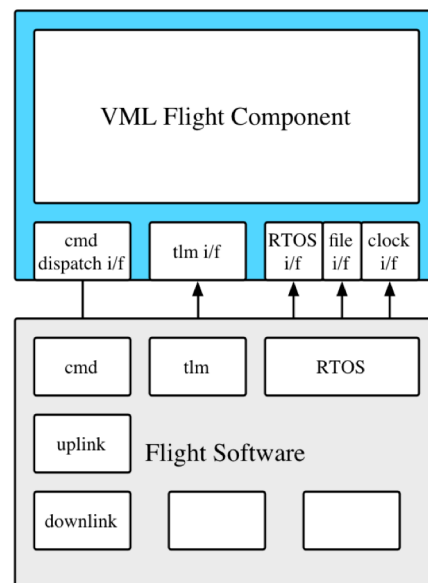 VML Flight Component
cmd
dispatch i/f
tlm i/f
RTOS
i/f
file
i/f
clock
i/f
cmd
tlm
RTOS
uplink
Flight Software
downlink